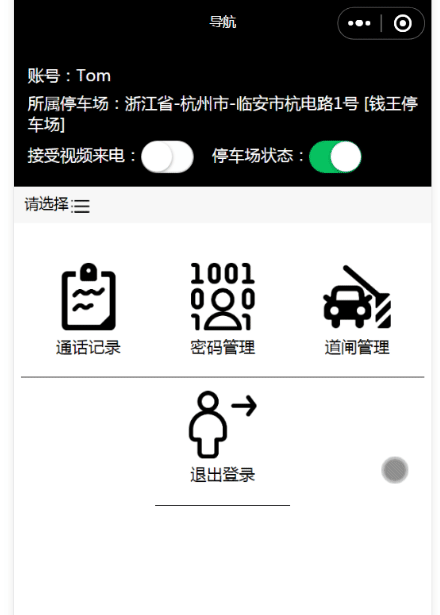 导航
账号：Tom
所属停车场：浙江省-杭州市-临安市杭电路1号 [钱王停
车场]
接受视频来电： 停车场状态：
请选择
1001
0 0
1 1
通话记录 密码管理 道闸管理
退出登录